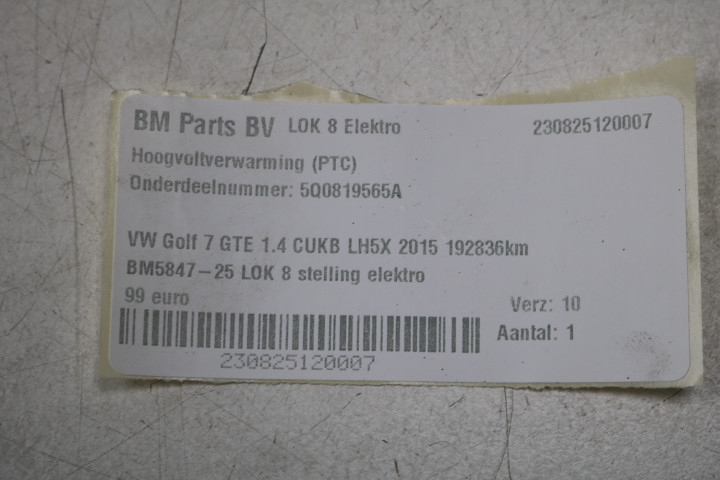 BM Parts BV LOK 8 Elektro 230825120007
Hoogvoltverwarming (PTC)
Onderdeelnummer: 5Q0819565A
VW Golf 7 GTE 1.4 CUKB LH5X 2015 192836km
BM5847-25 LOK 8 stelling elektro
99 euro Verz: 10
Aantal: 1
230825120007